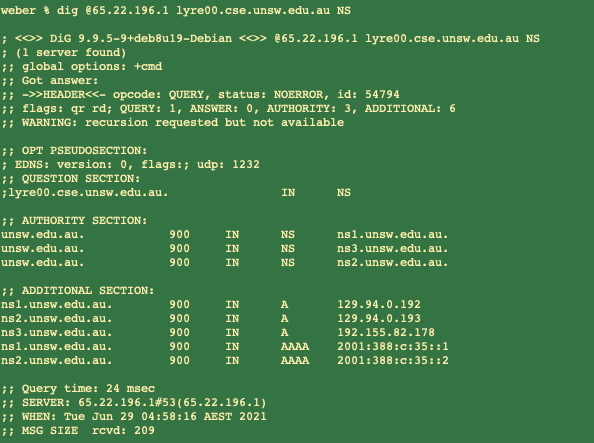 weber % dig @65.22.196.1 lyre00.cse.unsw.edu.au NS
; <<>> DiG 9.9.5-9+deb8u19-Debian <<>> @65.22.196.1 lyre00.cse.unsw.edu.au NS
; (1 server found)
;; global options: +cmd
;; Got answer:
;; ->>HEADER<<- opcode: QUERY, status: NOERROR, id: 54794
;; flags: qr rd; QUERY: 1, ANSWER: 0, AUTHORITY: 3, ADDITIONAL: 6
;; WARNING: recursion requested but not available
;; OPT PSEUDOSECTION:
; EDNS: version: 0, flags:; udp: 1232
;; QUESTION SECTION:
;lyre00.cse.unsw.edu.au. IN NS
;; AUTHORITY SECTION:
unsw.edu.au. 900 IN NS ns1.unsw.edu.au.
unsw.edu.au. 900 IN NS ns3.unsw.edu.au.
unsw.edu.au. 900 IN NS ns2.unsw.edu.au.
;; ADDITIONAL SECTION:
ns1.unsw.edu.au. 900 IN A 129.94.0.192
ns2.unsw.edu.au. 900 IN A 129.94.0.193
ns3.unsw.edu.au. 900 IN A 192.155.82.178
ns1.unsw.edu.au. 900 IN AAAA 2001:388:c:35::1
ns2.unsw.edu.au. 900 IN AAAA 2001:388:c:35::2
;; Query time: 24 msec
;; SERVER: 65.22.196.1#53(65.22.196.1)
;; WHEN: Tue Jun 29 04:58:16 AEST 2021
;; MSG SIZE rcvd: 209